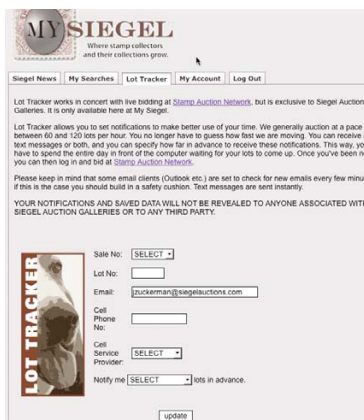 MY SIEGEL
Where stamp collectors
and their collections grow.
Siegel News My Searches Lot Tracker My Account Log Out
Lot Tracker works in concert with live bidding at Stamp Auction Network, but is exclusive to Siegel Auction
Galleries. It is only available here at My Siegel.
Lot Tracker allows you to set notifications to make better use of your time. We generally auction at a pace
between 60 and 120 lots per hour. You no longer have to guess how fast we are moving. You can receive
text messages or both, and you can specify how far in advance to receive these notifications. This way, yo
have to spend the entire day in front of the computer waiting for your lots to come up. Once you've been n
you can then log in and bid at Stamp Auction Network.
Please keep in mind that some email clients (Outlook etc.) are set to check for new emails every few minu
if this is the case you should build in a safety cushion. Text messages are sent instantly.
YOUR NOTIFICATIONS AND SAVED DATA WILL NOT BE REVEALED TO ANYONE ASSOCIATED WIT
SIEGEL AUCTION GALLERIES OR TO ANY THIRD PARTY.
LOT TRACKER
Sale No: SELECT
Lot No:
Email: jzuckerman@siegelauctions.com
Cell
Phone
No:
Cell
Service
Provider: SELECT
Notify me SELECT lots in advance.
update